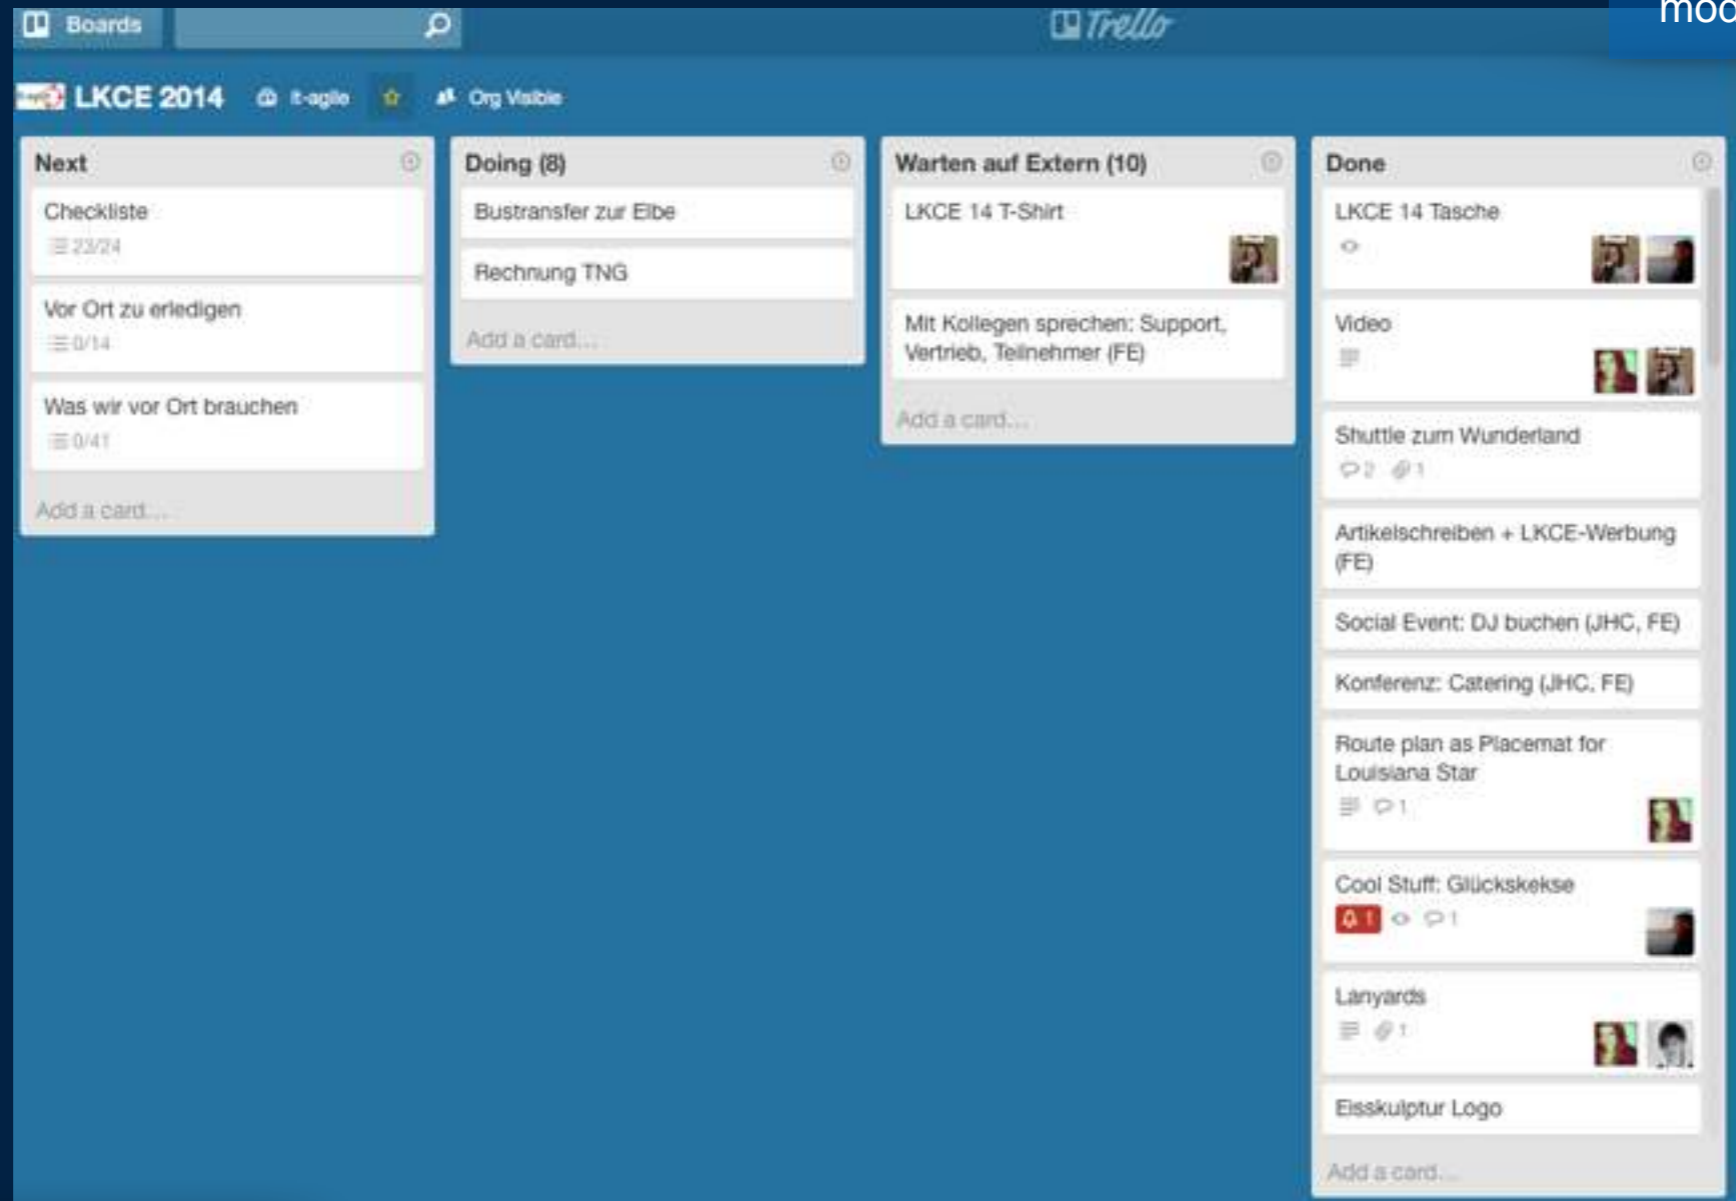 Boards
Trello
LKCE 2014 it-agile Org Visible
Next
Checkliste
23/24
Vor Ort zu erledigen
0/14
Was wir vor Ort brauchen
0/41
Add a card...
Doing (8)
Bustransfer zur Elbe
Rechnung TNG
Add a card...
Warten auf Extern (10)
LKCE 14 T-Shirt
Mit Kollegen sprechen: Support,
Vertrieb, Teilnehmer (FE)
Add a card...
Done
LKCE 14 Tasche
Video
Shuttle zum Wunderland
2 1
Artikelschreiben + LKCE-Werbung
(FE)
Social Event: DJ buchen (JHC, FE)
Konferenz: Catering (JHC, FE)
Route plan as Placemat for
Louisiana Star
1
Cool Stuff: Glückskekse
1 1
Lanyards
1
Eisskulptur Logo
Add a card...